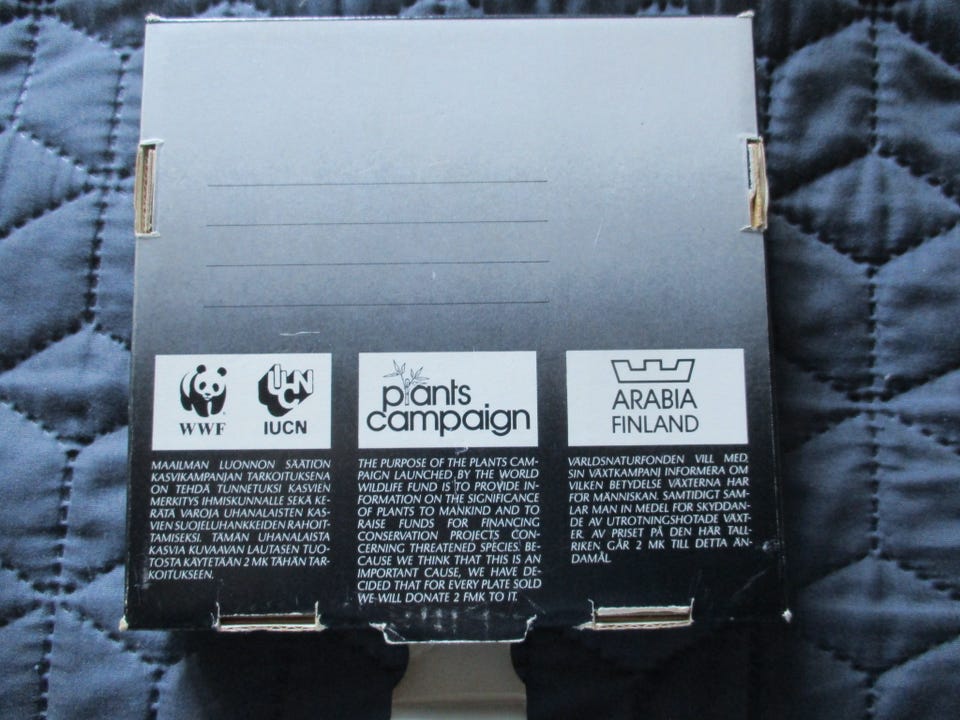 WWF
IUCN
IUCN
plants
campaign
ARABIA
FINLAND
MAAILMAN LUONNON SÄÄTIÖN
KASVIKAMPANJAN TARKOITUKSENA
ON TEHDÄ TUNNETUKSI KASVIEN
MERKITYS IHMISKUNNALLE SEKÄ KE-
RÄTÄ VAROJA UHANALAISTEN KAS-
VIEN SUOJELUHANKKEIDEN RAHOIT-
TAMISEKSI. TÄMÄN UHANALAISTA
KASVIA KUVAAVAN LAUTASEN TUO-
TOSTA KÄYTETÄÄN 2 MK TÄHÄN TAR-
KOITUKSEEN.
THE PURPOSE OF THE PLANTS CAM-
PAIGN LAUNCHED BY THE WORLD
WILDLIFE FUND IS TO PROVIDE IN-
FORMATION ON THE SIGNIFICANCE
OF PLANTS TO MANKIND AND TO
RAISE FUNDS FOR FINANCING
CONSERVATION PROJECTS CON-
CERNING THREATENED SPECIES. BE-
CAUSE WE THINK THAT THIS IS AN
IMPORTANT CAUSE, WE HAVE DE-
CIDED THAT FOR EVERY PLATE SOLD
WE WILL DONATE 2 FMK TO IT.
VÄRLDSNATURFONDEN VILL MED
SIN VÄXTKAMPANJ INFORMERA OM
VILKEN BETYDELSE VÄXTERNA HAR
FÖR MÄNNISKAN. SAMTIDIGT SAM-
LAR MAN IN MEDEL FÖR SKYDDAN-
DE AV UTROTNINGSHOTADE VÄXT-
ER. AV PRISET PÅ DEN HÄR TALL-
RIKEN GÅR 2 MK TILL DETTA ÄN-
DAMÅL.